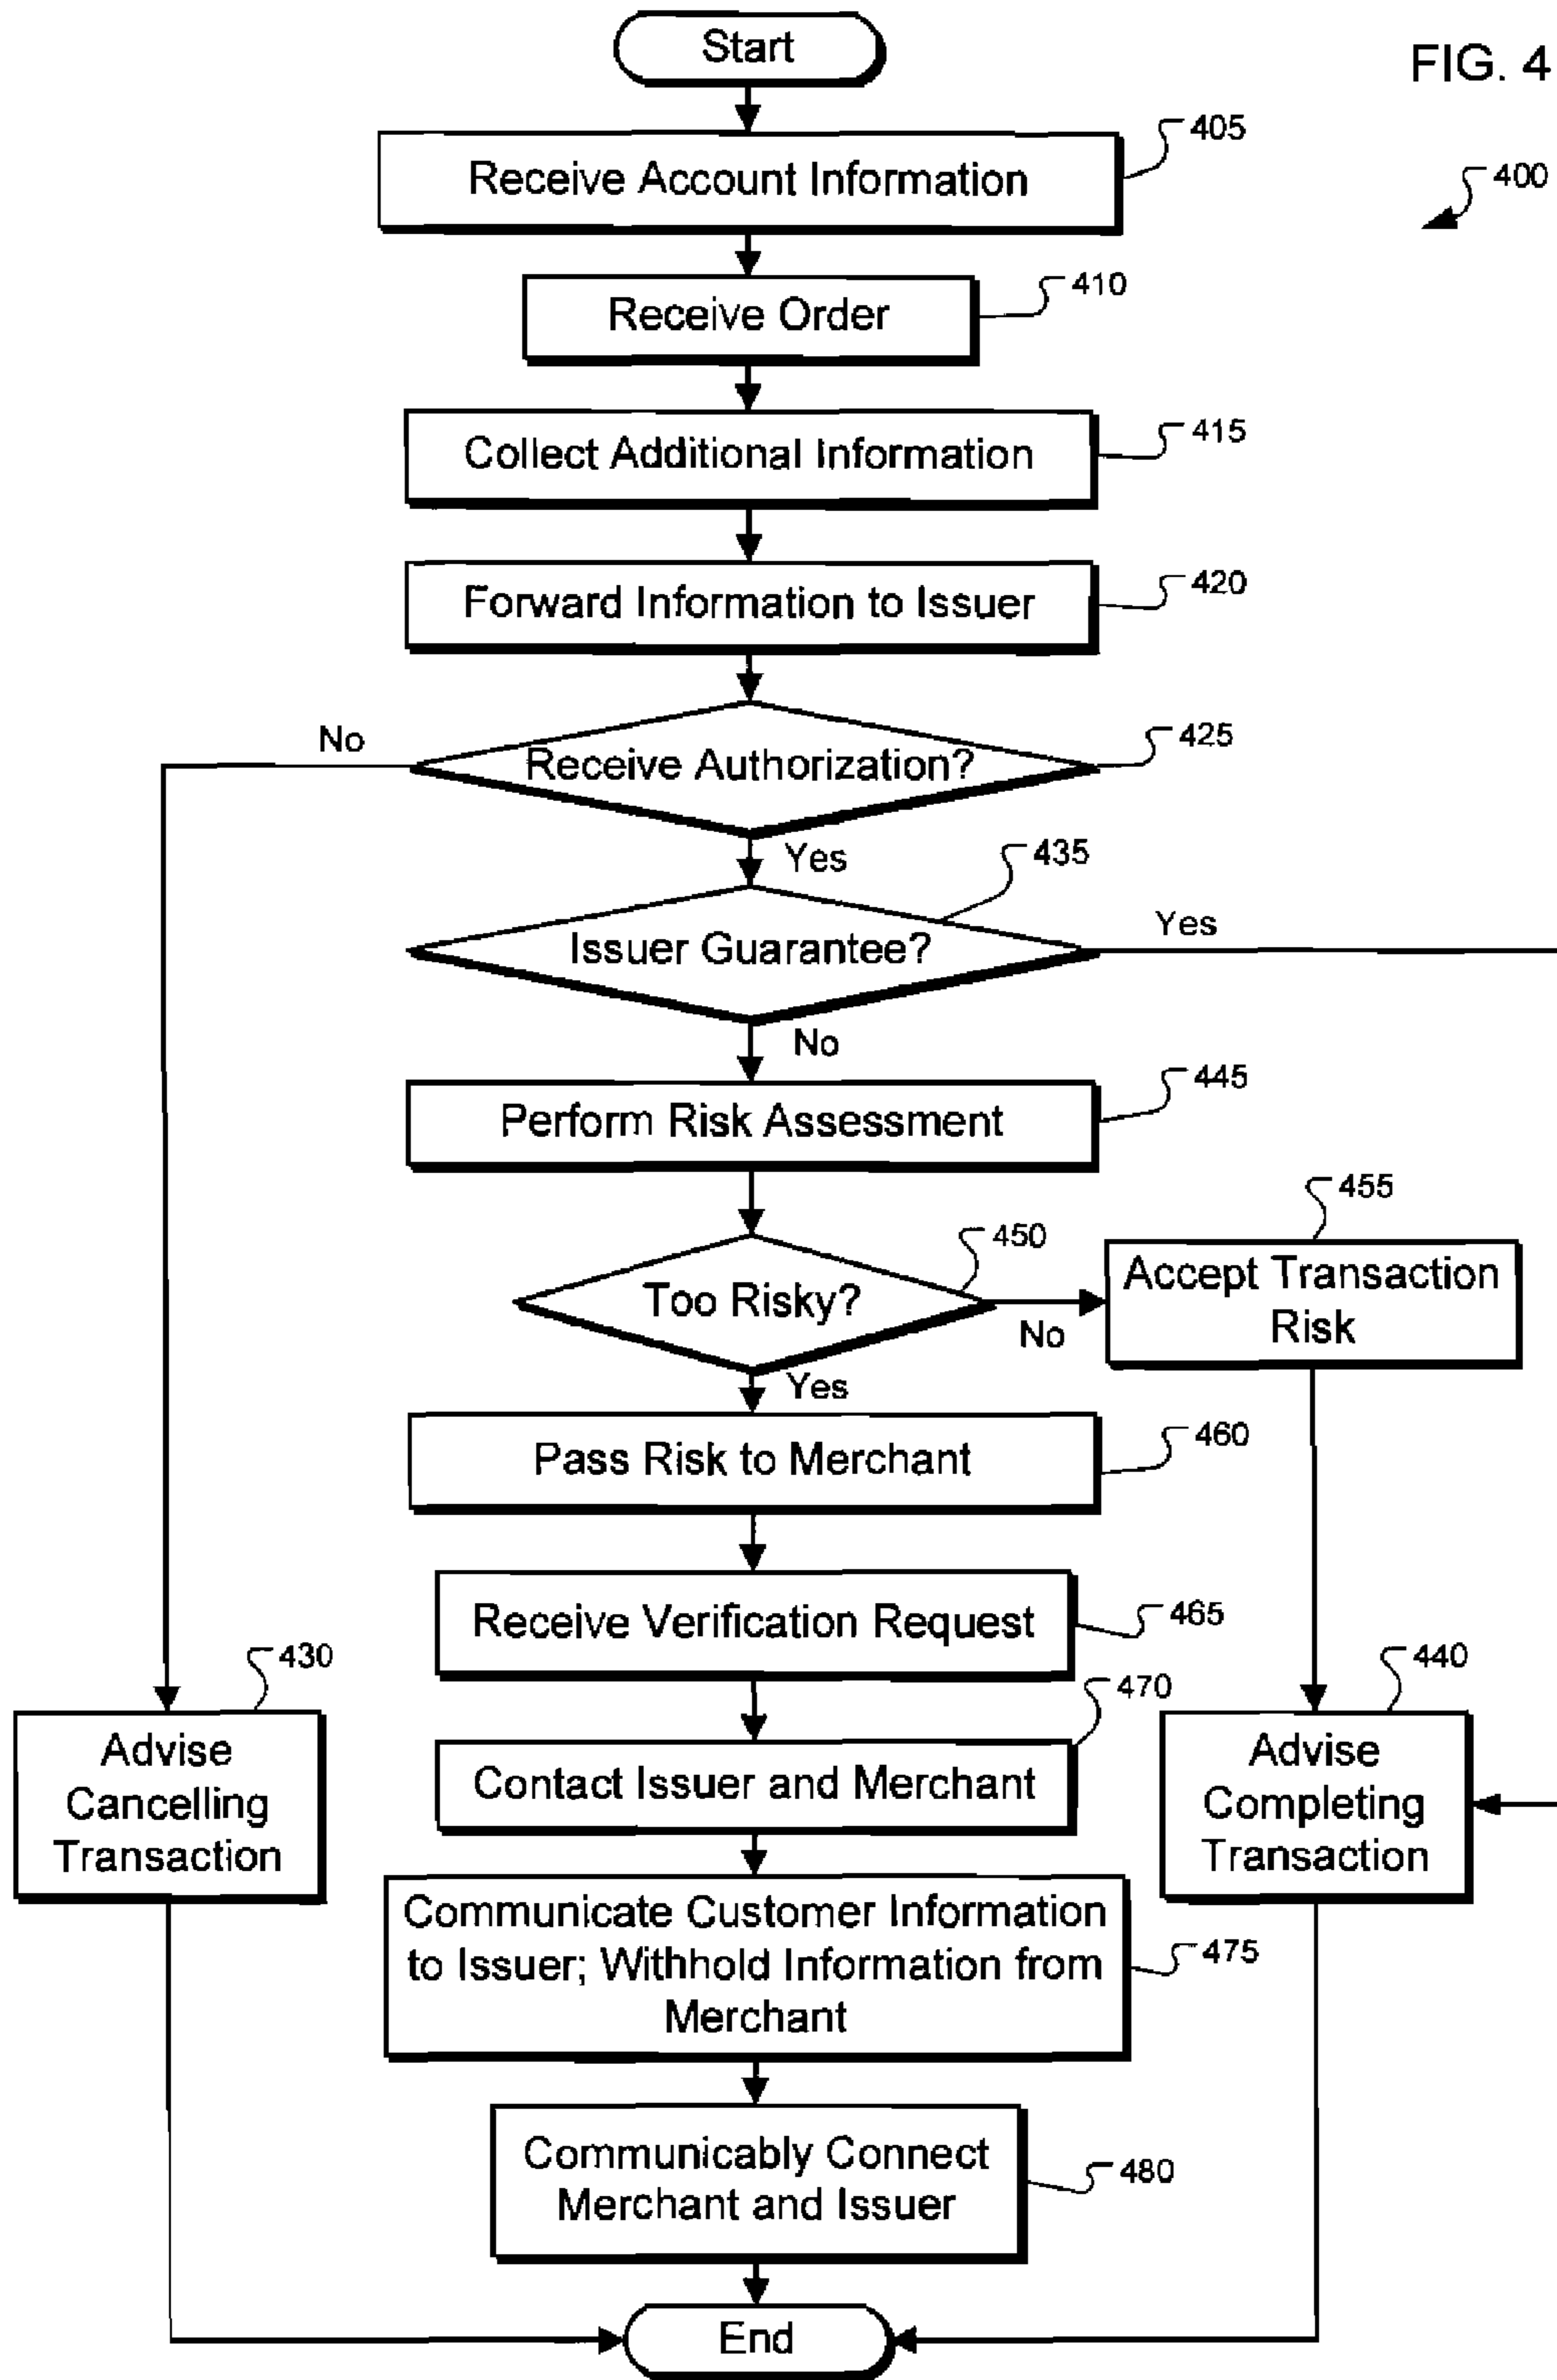 Start
FIG. 4
405
Receive Account Information
400
410
Receive Order
415
Collect Additional Information
420
Forward Information to Issuer
No
425
Receive Authorization?
Yes
435
Issuer Guarantee?
Yes
No
445
Perform Risk Assessment
455
450
Accept Transaction
Risk
Too Risky?
No
Yes
460
Pass Risk to Merchant
465
Receive Verification Request
430
440
470
Advise
Cancelling
Transaction
Contact Issuer and Merchant
Advise
Completing
Transaction
Communicate Customer Information
to Issuer; Withhold Information from
Merchant
475
Communicably Connect
Merchant and Issuer
480
End